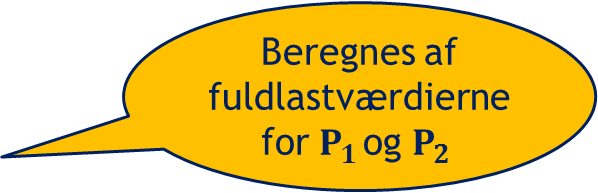 Beregnes af
fuldlastværdierne
for P₁ og P₂